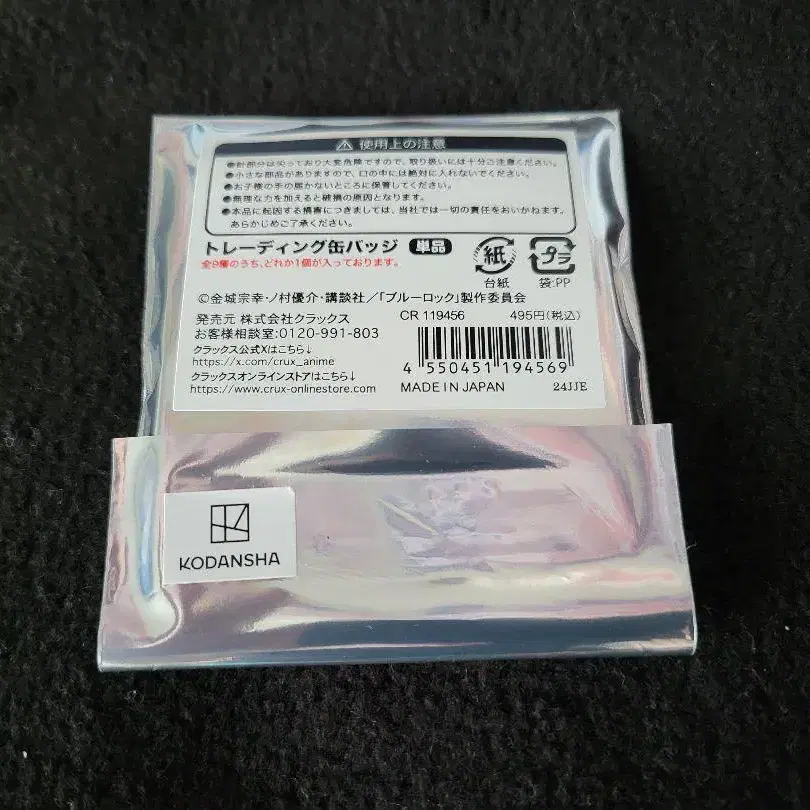 ⚠ 使用上の注意
●針部分は尖っており大変危険ですので、取り扱いには十分ご注意ください。
●小さな部品がありますので、口の中には絶対に入れないでください。
●お子様の手の届かないところに保管してください。
●無理な力を加えると破損の原因となります。
●本品に起因する損害につきましては、当社では一切の責任をおいかねます。
あらかじめご了承ください。
トレーディング缶バッジ 単品
全9種のうち、どれか1個が入っております。
紙
台紙
プラ
袋:PP
©金城宗幸・ノ村優介・講談社/「ブルーロック」製作委員会
発売元 株式会社クラックス
CR 119456 495円(税込)
お客様相談室:0120-991-803
クラックス公式Xはこちら↓
https://x.com/crux_anime
クラックスオンラインストアはこちら↓
https://www.crux-onlinestore.com
4 550451 194569
MADE IN JAPAN 24JJE
KODANSHA